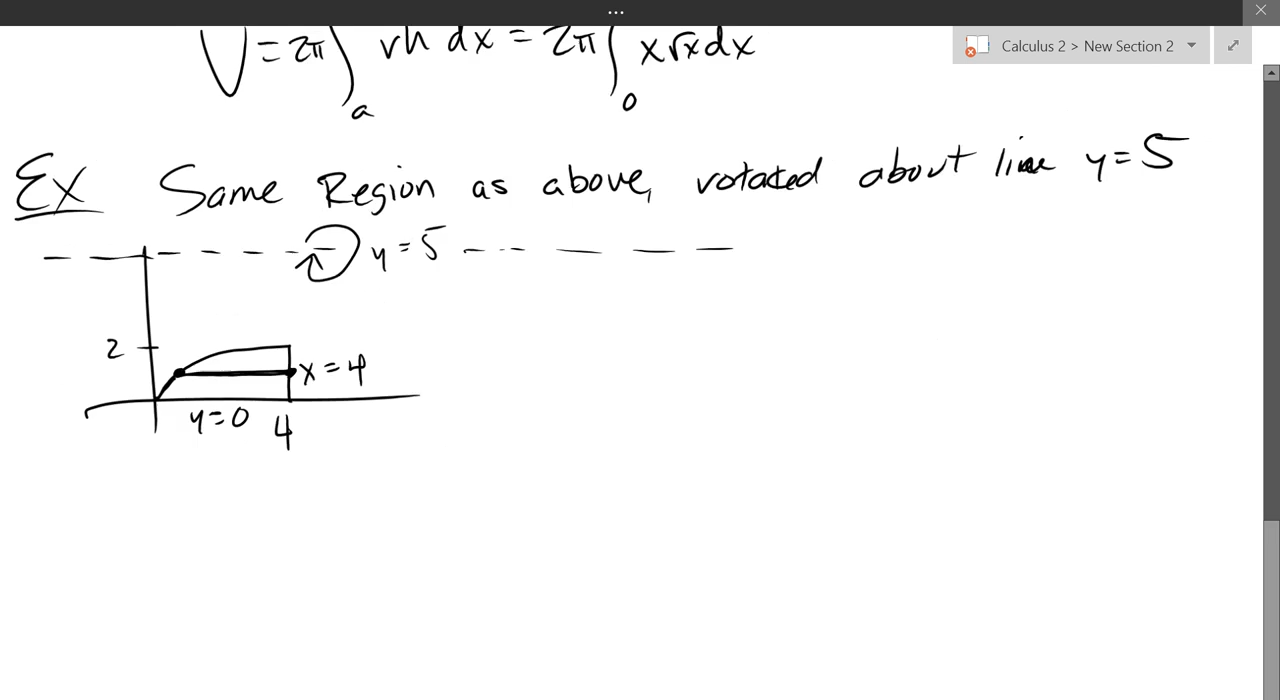 ...
Calculus 2 > New Section 2
V = 2π ∫ₐ rh dx = 2π ∫₀ x√x dx
Ex Same Region as above, rotated about line y = 5
y = 5
2
x = 4
y = 0
4